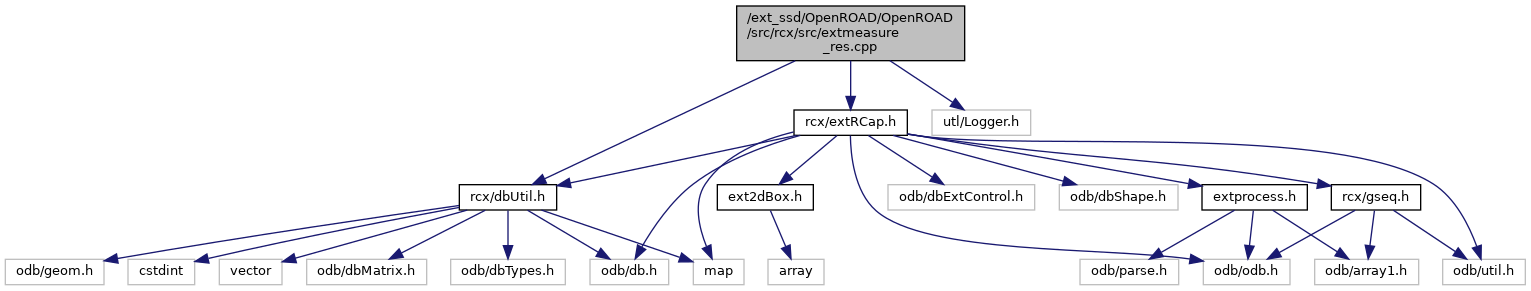 /ext_ssd/OpenROAD/OpenROAD
/src/rcx/src/extmeasure
_res.cpp
rcx/extRCap.h
utl/Logger.h
rcx/dbUtil.h
ext2dBox.h
odb/dbExtControl.h
odb/dbShape.h
extprocess.h
rcx/gseq.h
odb/geom.h
cstdint
vector
odb/dbMatrix.h
odb/dbTypes.h
odb/db.h
map
array
odb/parse.h
odb/odb.h
odb/array1.h
odb/util.h